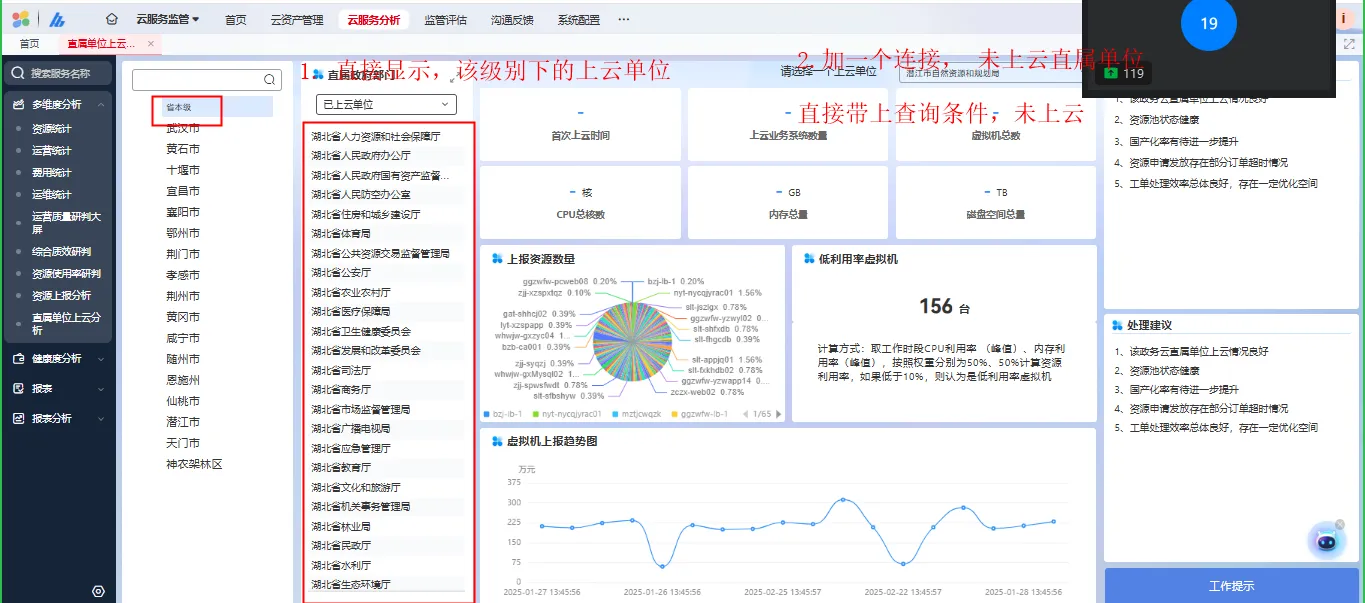 云服务监管
首页
云资产管理
云服务分析
监管评估
沟通反馈
系统配置
···
19
119
首页
直属单位上云...
搜索服务名称
多维度分析
资源统计
运营统计
费用统计
运维统计
运营质量研判大
屏
综合质效研判
资源使用率研判
资源上报分析
直属单位上云分
析
健康度分析
报表
报表分析
省本级
武汉市
黄石市
十堰市
宜昌市
襄阳市
鄂州市
荆门市
孝感市
荆州市
黄冈市
咸宁市
随州市
恩施州
仙桃市
潜江市
天门市
神农架林区
1、直接显示，该级别下的上云单位
已上云单位
湖北省人力资源和社会保障厅
湖北省人民政府办公厅
湖北省人民政府国有资产监督...
湖北省人民防空办公室
湖北省住房和城乡建设厅
湖北省体育局
湖北省公共资源交易监督管理局
湖北省公安厅
湖北省农业农村厅
湖北省医疗保障局
湖北省卫生健康委员会
湖北省发展和改革委员会
湖北省司法厅
湖北省商务厅
湖北省市场监督管理局
湖北省广播电视局
湖北省应急管理厅
湖北省教育厅
湖北省文化和旅游厅
湖北省机关事务管理局
湖北省林业局
湖北省民政厅
湖北省水利厅
湖北省生态环境厅
2 加一个连接， 未上云直属单位
请选择一个上云单位
潜江市自然资源和规划局
直接带上查询条件，未上云
-
首次上云时间
-
上云业务系统数量
-
虚拟机总数
- 核
CPU总核数
- GB
内存总量
- TB
磁盘空间总量
上报资源数量
ggzwfw-pcweb08 0.20%
bzj-lb-1 0.20%
zjj-xzspxtqz 0.10%
nyt-nycqjyrac01 1.56%
slt-jszlgx 0.78%
gat-shhcj02 0.39%
ggzwfw-yzwyl02 0...
lyt-xzspapp 0.39%
slt-shfxdb 0.78%
whwjw-gxzyc04 1...
slt-fhgcdb 0.39%
bzb-ca001 0.39%
slt-appjq01 1.56%
zjj-syqzj 0.39%
slt-fxkhdb02 0.78%
whwjw-gxMysql02 1...
ggzwfw-yzwapp14 0....
zjj-spwsfwdt 0.78%
zczx-web02 0.78%
slt-sfbshyw 0.39%
bzj-lb-1
nyt-nycqjyrac01
mztjcwqzk
ggzwfw-lb-1
1/65
低利用率虚拟机
156 台
计算方式：取工作时段CPU利用率 （峰值）、内存利
用率（峰值），按照权重分别为50%、50%计算资源
利用率，如果低于10%，则认为是低利用率虚拟机
虚拟机上报趋势图
万元
375
300
225
150
75
0
2025-01-27 13:45:56
2025-01-26 13:45:56
2025-02-25 13:45:57
2025-02-22 13:45:57
2025-01-28 13:45:56
1、该政务云直属单位上云情况良好
2、资源池状态健康
3、国产化率有待进一步提升
4、资源申请发放存在部分订单超时情况
5、工单处理效率总体良好，存在一定优化空间
处理建议
1、该政务云直属单位上云情况良好
2、资源池状态健康
3、国产化率有待进一步提升
4、资源申请发放存在部分订单超时情况
5、工单处理效率总体良好，存在一定优化空间
工作提示